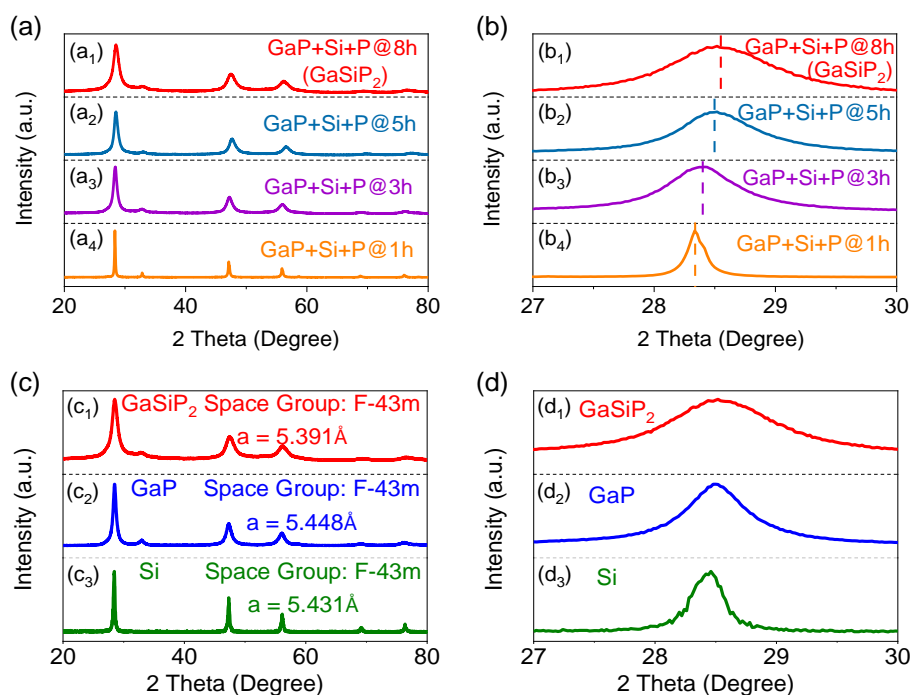 (a)
(a₁)
GaP+Si+P@8h
(GaSiP₂)
(a₂)
GaP+Si+P@5h
(a₃)
GaP+Si+P@3h
(a₄)
GaP+Si+P@1h
Intensity (a.u.)
20 40 60 80
2 Theta (Degree)
(b)
(b₁)
GaP+Si+P@8h
(GaSiP₂)
(b₂)
GaP+Si+P@5h
(b₃)
GaP+Si+P@3h
(b₄)
GaP+Si+P@1h
Intensity (a.u.)
27 28 29 30
2 Theta (Degree)
(c)
(c₁)
GaSiP₂ Space Group: F-43m
a = 5.391Å
(c₂)
GaP Space Group: F-43m
a = 5.448Å
(c₃)
Si Space Group: F-43m
a = 5.431Å
Intensity (a.u.)
20 40 60 80
2 Theta (Degree)
(d)
(d₁)
GaSiP₂
(d₂)
GaP
(d₃)
Si
Intensity (a.u.)
27 28 29 30
2 Theta (Degree)